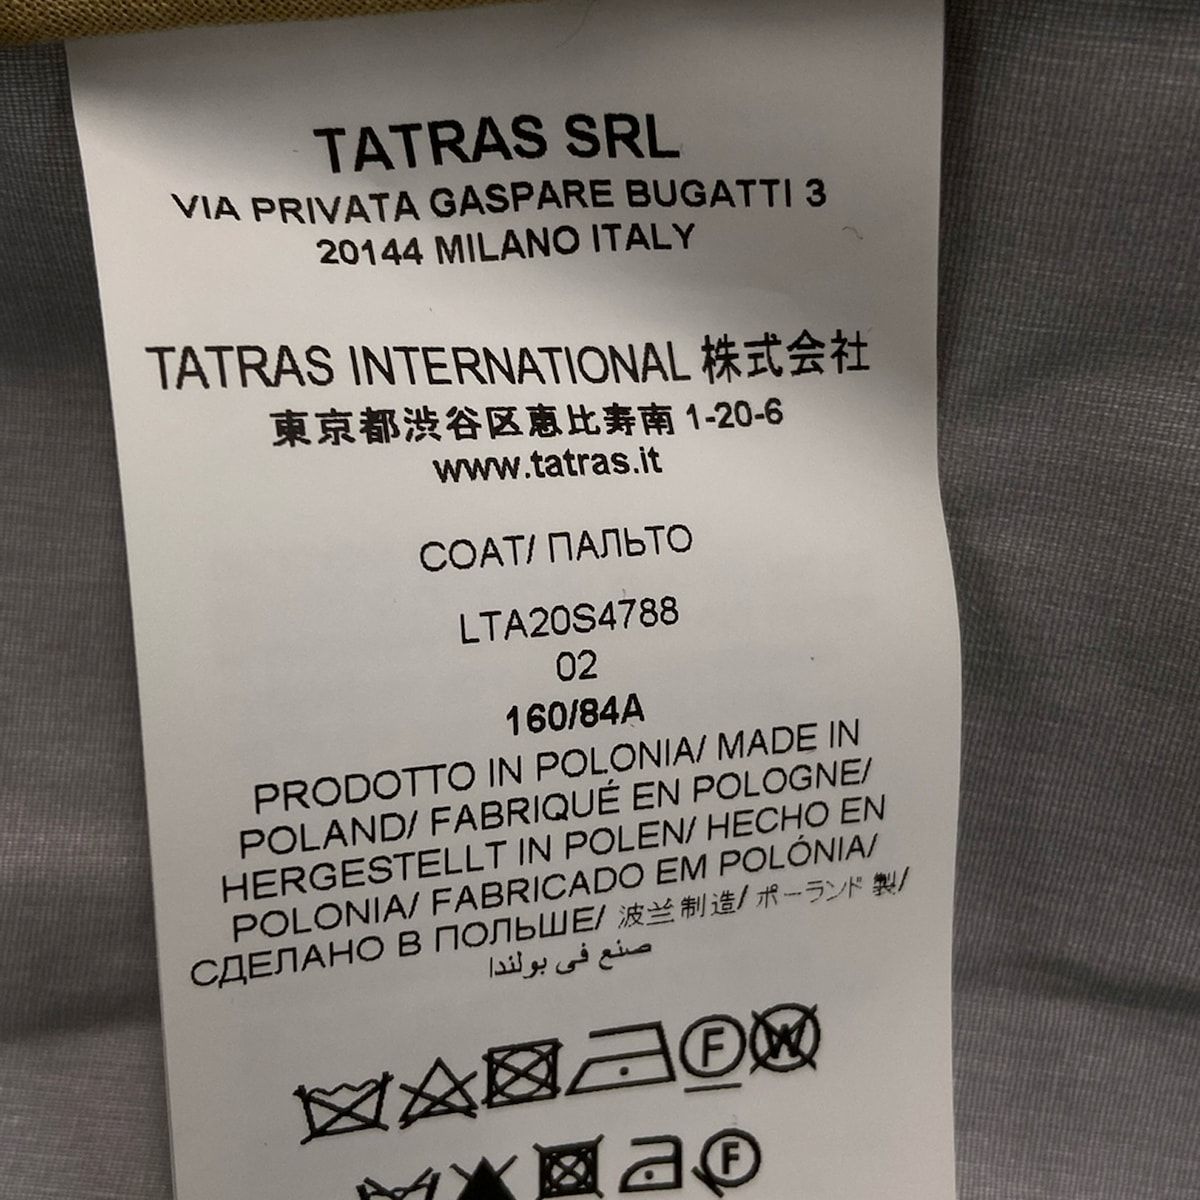 TATRAS SRL
VIA PRIVATA GASPARE BUGATTI 3
20144 MILANO ITALY
TATRAS INTERNATIONAL 株式会社
東京都渋谷区恵比寿南 1-20-6
www.tatras.it
COAT/ ПАЛЬТО
LTA20S4788
02
160/84A
PRODOTTO IN POLONIA/ MADE IN
POLAND/ FABRIQUÉ EN POLOGNE/
HERGESTELLT IN POLEN/ HECHO EN
POLONIA/ FABRICADO EM POLÓNIA/
СДЕЛАНО В ПОЛЬШЕ/ 波兰制造/ ポーランド 製/
صنع في بولندا
F W
F